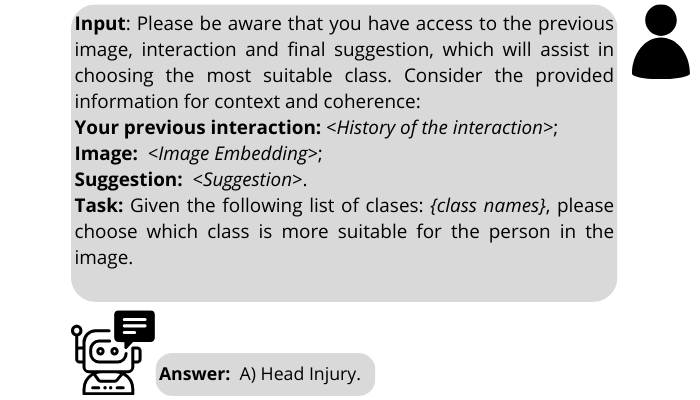 Input: Please be aware that you have access to the previous
image, interaction and final suggestion, which will assist in
choosing the most suitable class. Consider the provided
information for context and coherence:
Your previous interaction: <History of the interaction>;
Image: <Image Embedding>;
Suggestion: <Suggestion>.
Task: Given the following list of clases: {class names}, please
choose which class is more suitable for the person in the
image.
Answer: A) Head Injury.